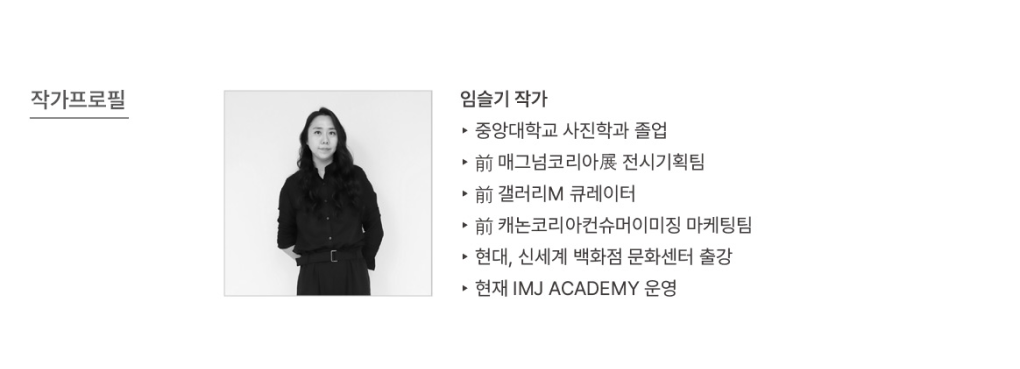 작가프로필
임슬기 작가
‣ 중앙대학교 사진학과 졸업
‣ 前 매그넘코리아展 전시기획팀
‣ 前 갤러리M 큐레이터
‣ 前 캐논코리아컨슈머이미징 마케팅팀
‣ 현대, 신세계 백화점 문화센터 출강
‣ 현재 IMJ ACADEMY 운영